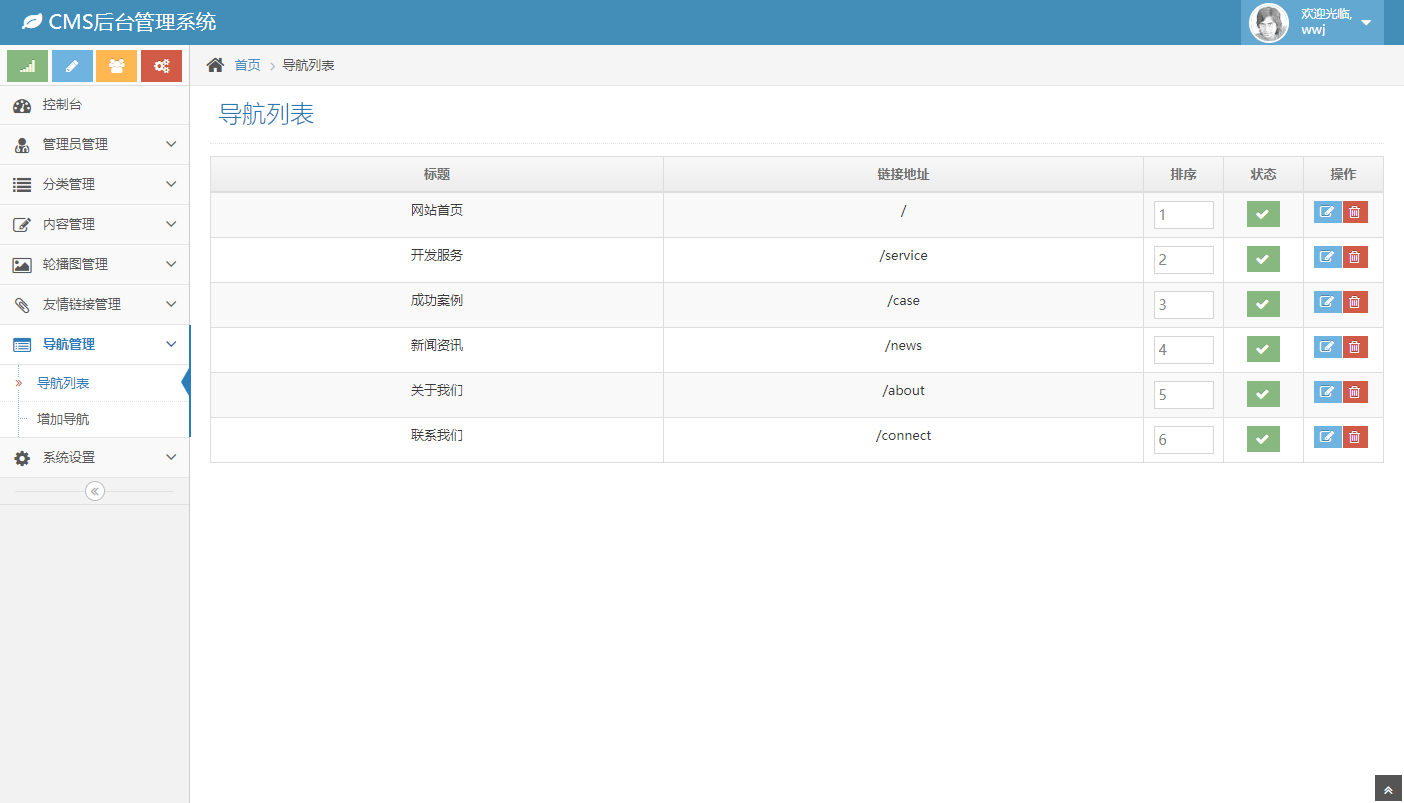 CMS后台管理系统
欢迎光临,
wwj
首页
导航列表
控制台
管理员管理
分类管理
内容管理
轮播图管理
友情链接管理
导航管理
导航列表
增加导航
系统设置
导航列表
标题 链接地址 排序 状态 操作
网站首页 / 1
开发服务 /service 2
成功案例 /case 3
新闻资讯 /news 4
关于我们 /about 5
联系我们 /connect 6